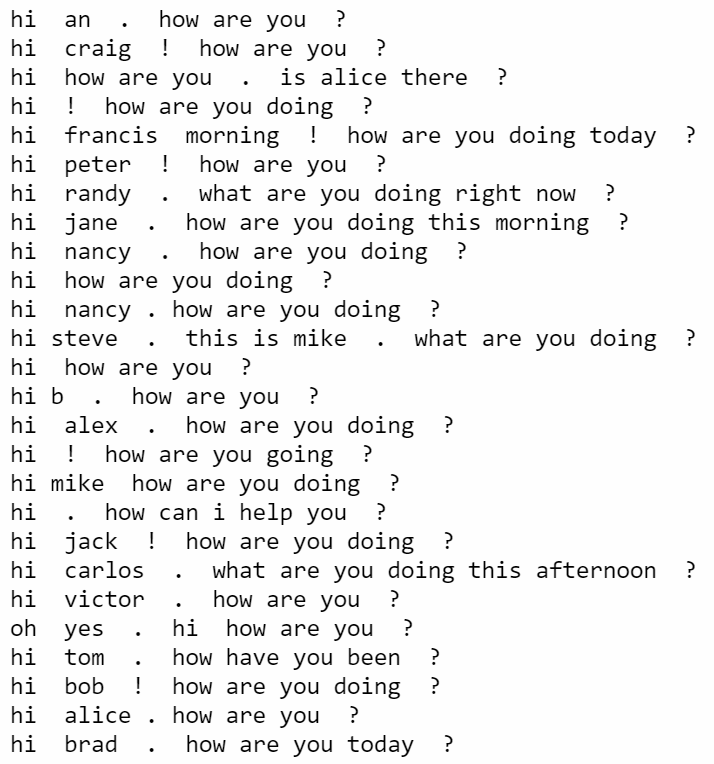 hi  an  .  how are you  ?
hi  craig  !  how are you  ?
hi  how are you  .  is alice there  ?
hi  !  how are you doing  ?
hi  francis  morning  !  how are you doing today  ?
hi  peter  !  how are you  ?
hi  randy  .  what are you doing right now  ?
hi  jane  .  how are you doing this morning  ?
hi  nancy  .  how are you doing  ?
hi  how are you doing  ?
hi  nancy . how are you doing  ?
hi steve  .  this is mike  .  what are you doing  ?
hi  how are you  ?
hi b  .  how are you  ?
hi  alex  .  how are you doing  ?
hi  !  how are you going  ?
hi mike  how are you doing  ?
hi  .  how can i help you  ?
hi  jack  !  how are you doing  ?
hi  carlos  .  what are you doing this afternoon  ?
hi  victor  .  how are you  ?
oh  yes  .  hi  how are you  ?
hi  tom  .  how have you been  ?
hi  bob  !  how are you doing  ?
hi  alice . how are you  ?
hi  brad  .  how are you today  ?